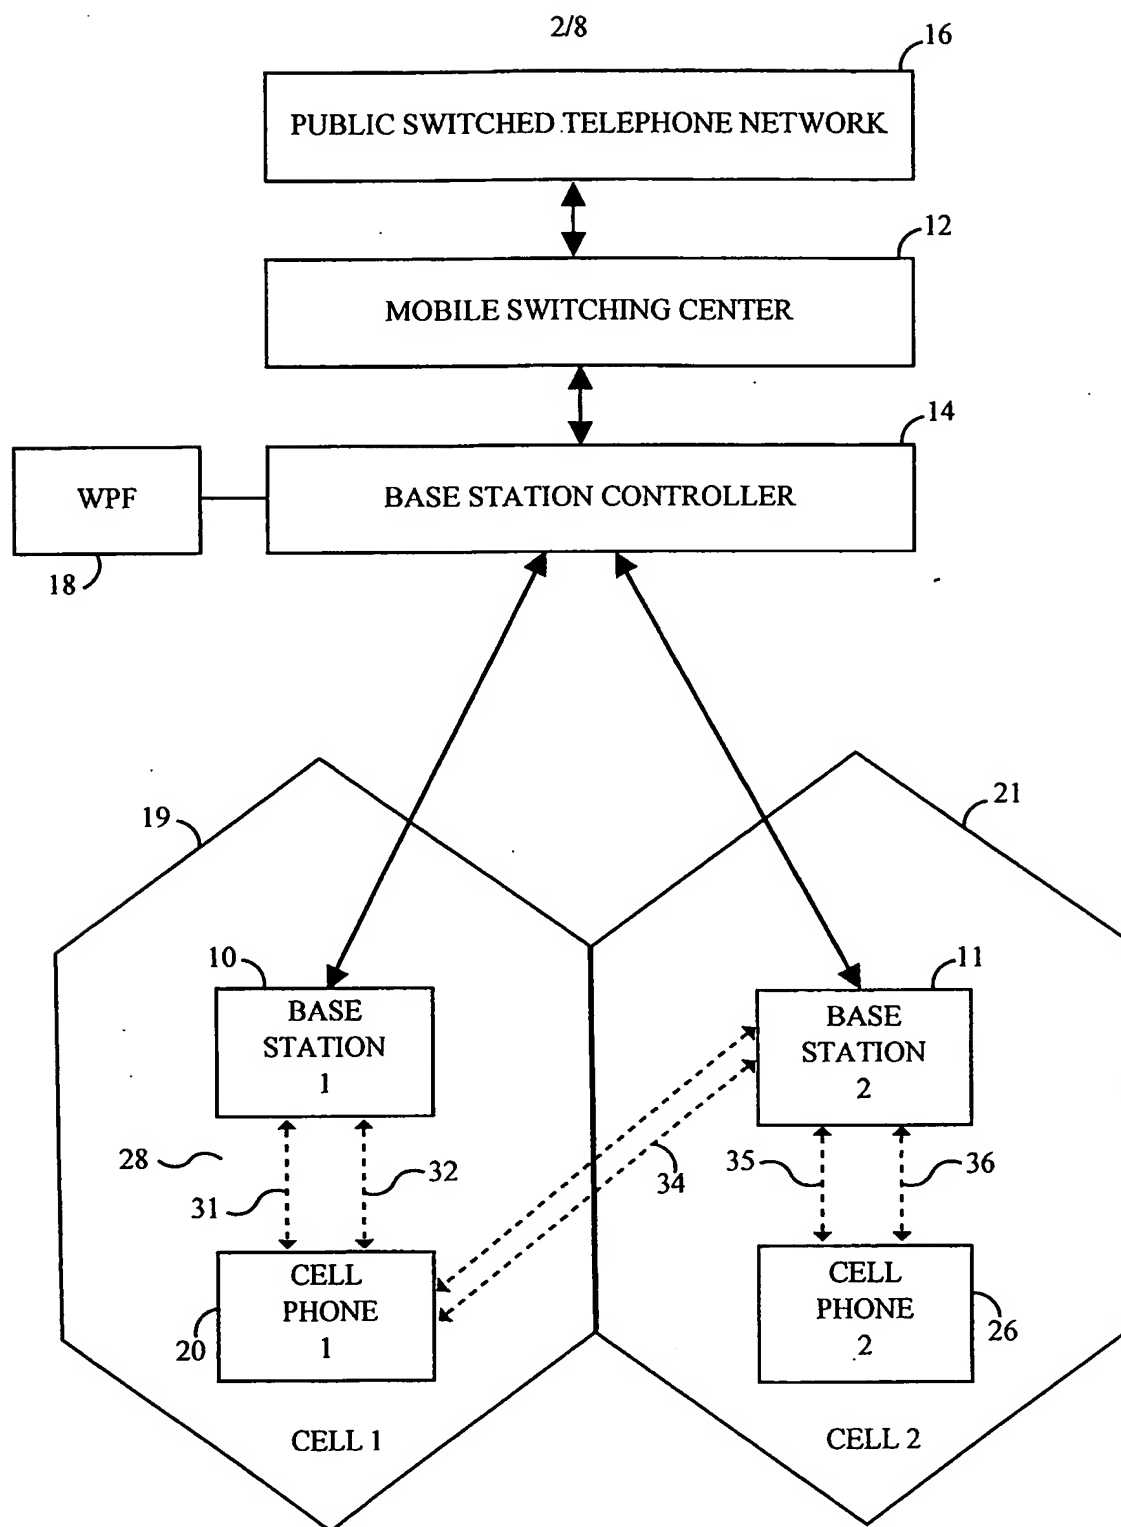 2/8
16
PUBLIC SWITCHED TELEPHONE NETWORK
12
MOBILE SWITCHING CENTER
14
WPF
BASE STATION CONTROLLER
18
19
21
10
11
BASE
STATION
1
BASE
STATION
2
28
31
32
34
35
36
CELL
PHONE
1
CELL
PHONE
2
20
26
CELL 1
CELL 2